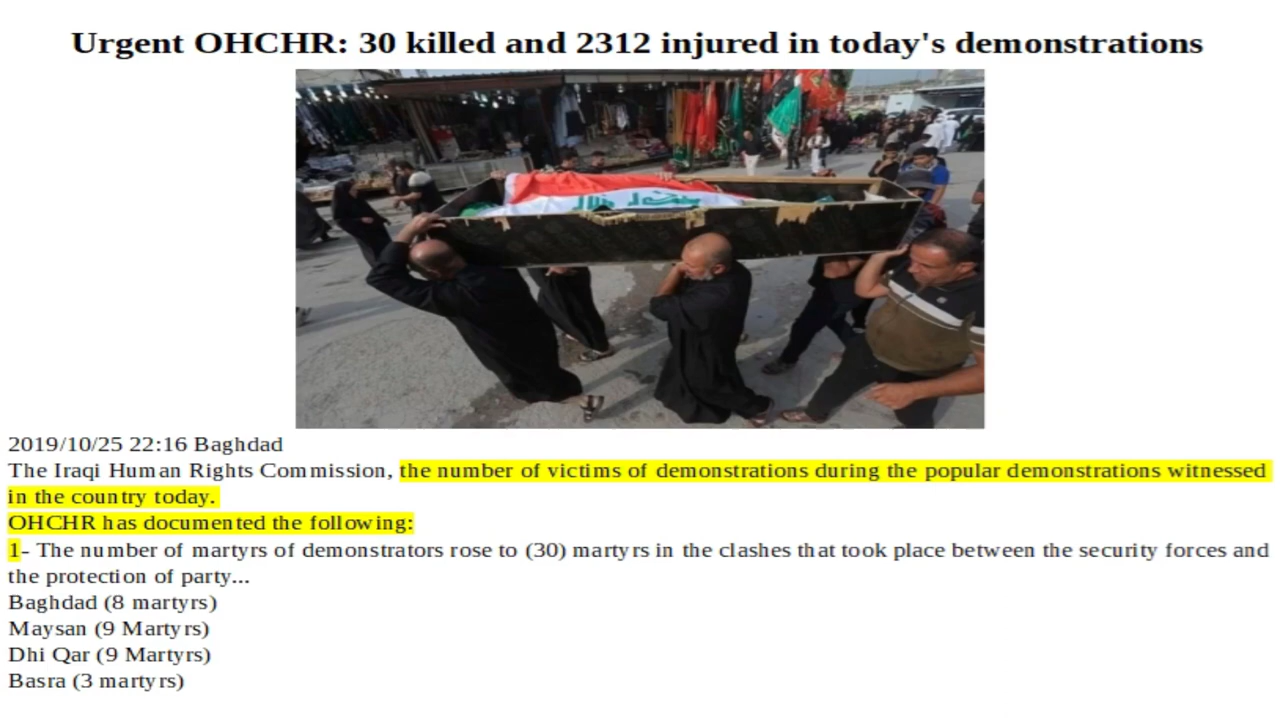 Urgent OHCHR: 30 killed and 2312 injured in today's demonstrations
2019/10/25 22:16 Baghdad
The Iraqi Human Rights Commission, the number of victims of demonstrations during the popular demonstrations witnessed
in the country today.
OHCHR has documented the following:
1- The number of martyrs of demonstrators rose to (30) martyrs in the clashes that took place between the security forces and
the protection of party...
Baghdad (8 martyrs)
Maysan (9 Martyrs)
Dhi Qar (9 Martyrs)
Basra (3 martyrs)